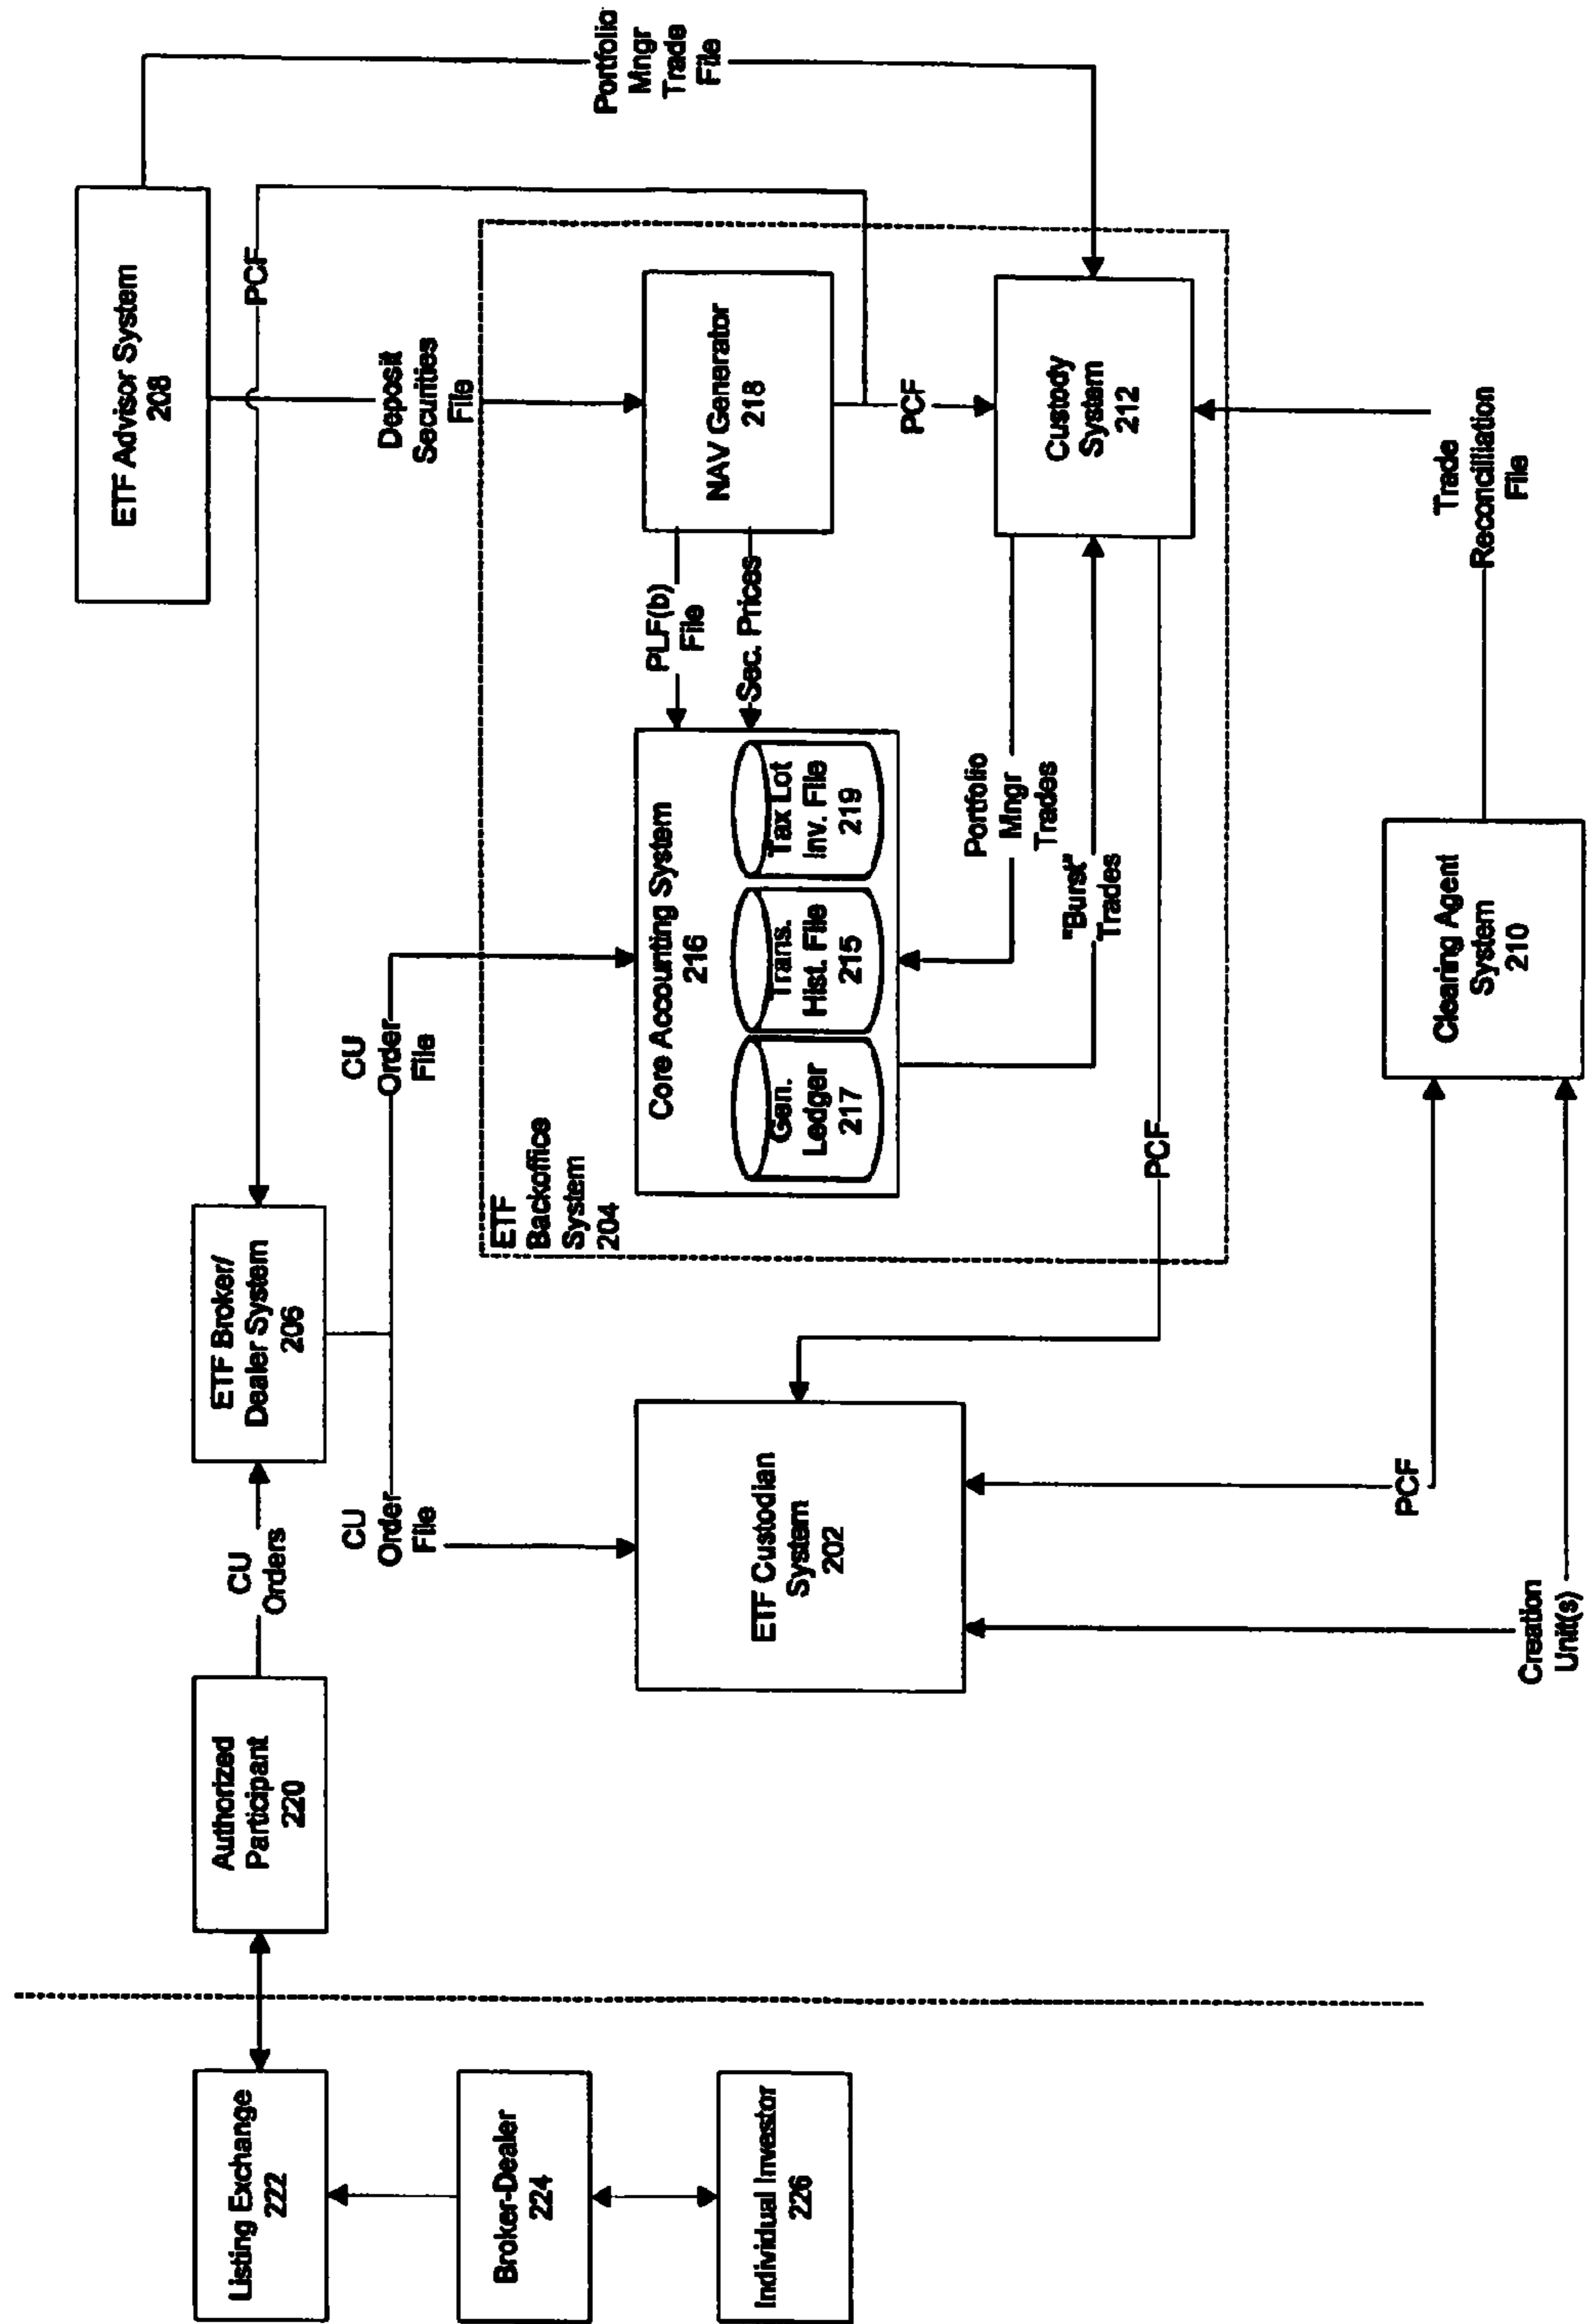 Listing Exchange
222
Broker-Dealer
224
Individual Investor
226
Authorized
Participant
220
CU
Orders
ETF Broker/
Dealer System
206
PCF
ETF Advisor System
208
Portfolio
Mngr
Trade
File
CU
Order
File
CU
Order
File
Deposit
Securities
File
ETF
Backoffice
System
204
Core Accounting System
216
Gen.
Ledger
217
Trans.
Hist. File
215
Tax Lot
Inv. File
219
PLF(b)
File
Sec. Prices
NAV Generator
218
PCF
Portfolio
Mngr
Trades
"Burst"
Trades
Custody
System
212
ETF Custodian
System
202
PCF
PCF
Creation
Unit(s)
Clearing Agent
System
210
Trade
Reconcilliation
File